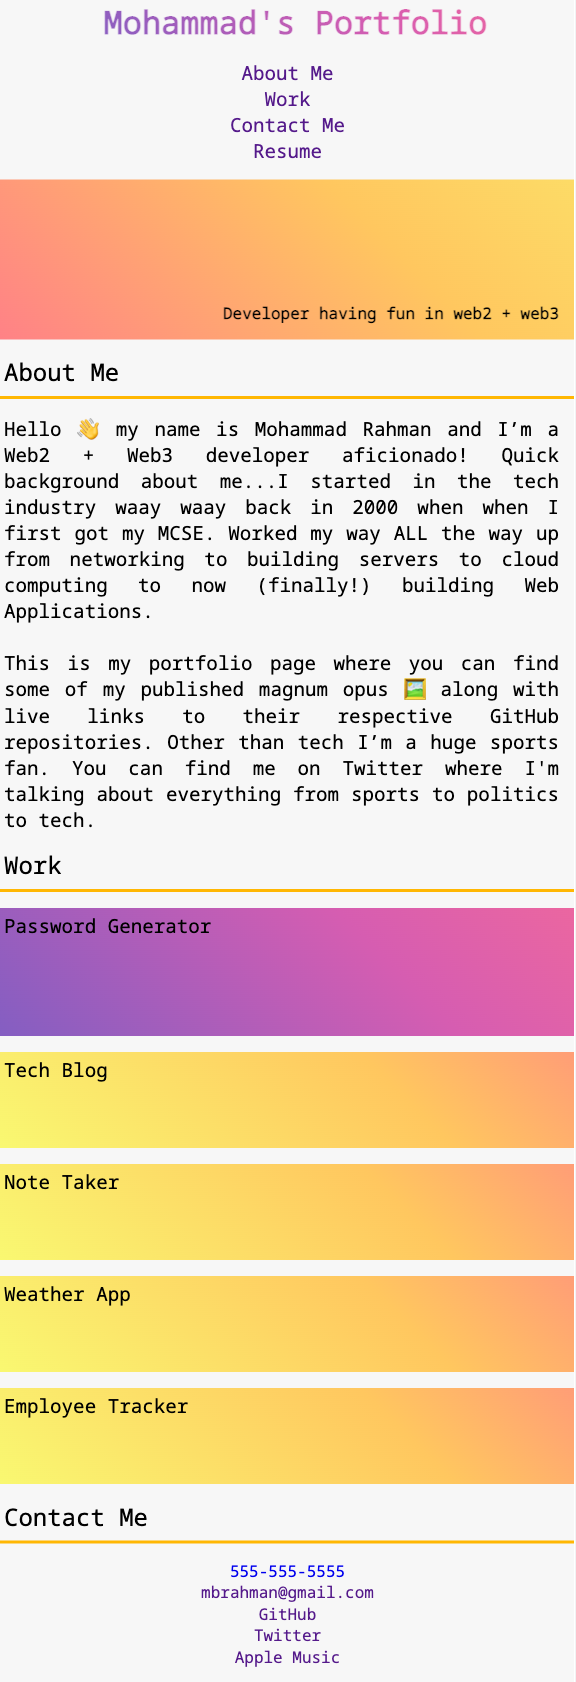 Mohammad's Portfolio
About Me
Work
Contact Me
Resume
Developer having fun in web2 + web3
About Me
Hello 👋 my name is Mohammad Rahman and I’m a
Web2 + Web3 developer aficionado! Quick
background about me...I started in the tech
industry waay waay back in 2000 when when I
first got my MCSE. Worked my way ALL the way up
from networking to building servers to cloud
computing to now (finally!) building Web
Applications.
This is my portfolio page where you can find
some of my published magnum opus 🖼️ along with
live links to their respective GitHub
repositories. Other than tech I’m a huge sports
fan. You can find me on Twitter where I'm
talking about everything from sports to politics
to tech.
Work
Password Generator
Tech Blog
Note Taker
Weather App
Employee Tracker
Contact Me
555-555-5555
mbrahman@gmail.com
GitHub
Twitter
Apple Music